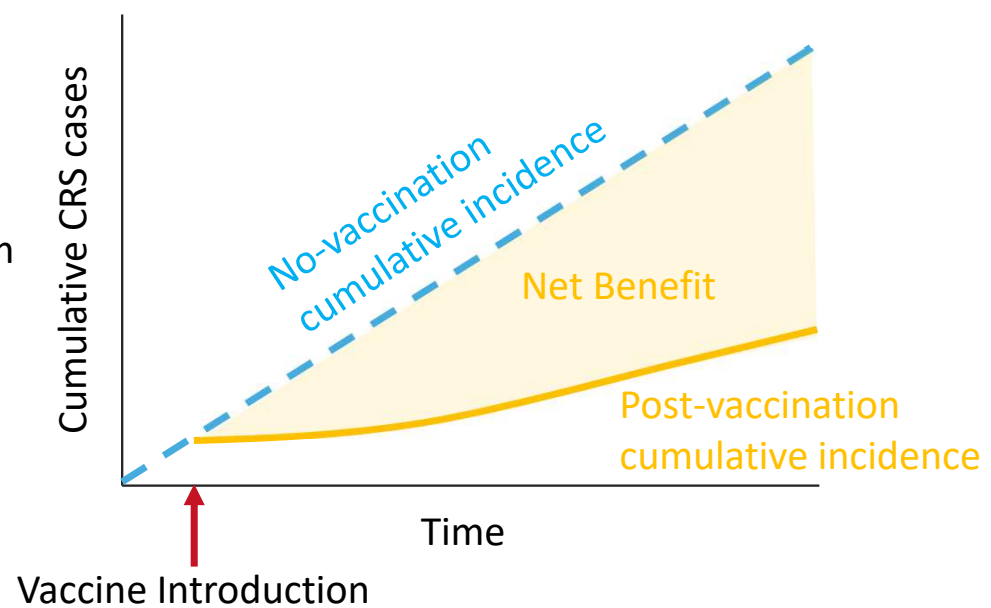 Cumulative CRS cases
No-vaccination
cumulative incidence
Net Benefit
Post-vaccination
cumulative incidence
Time
Vaccine Introduction